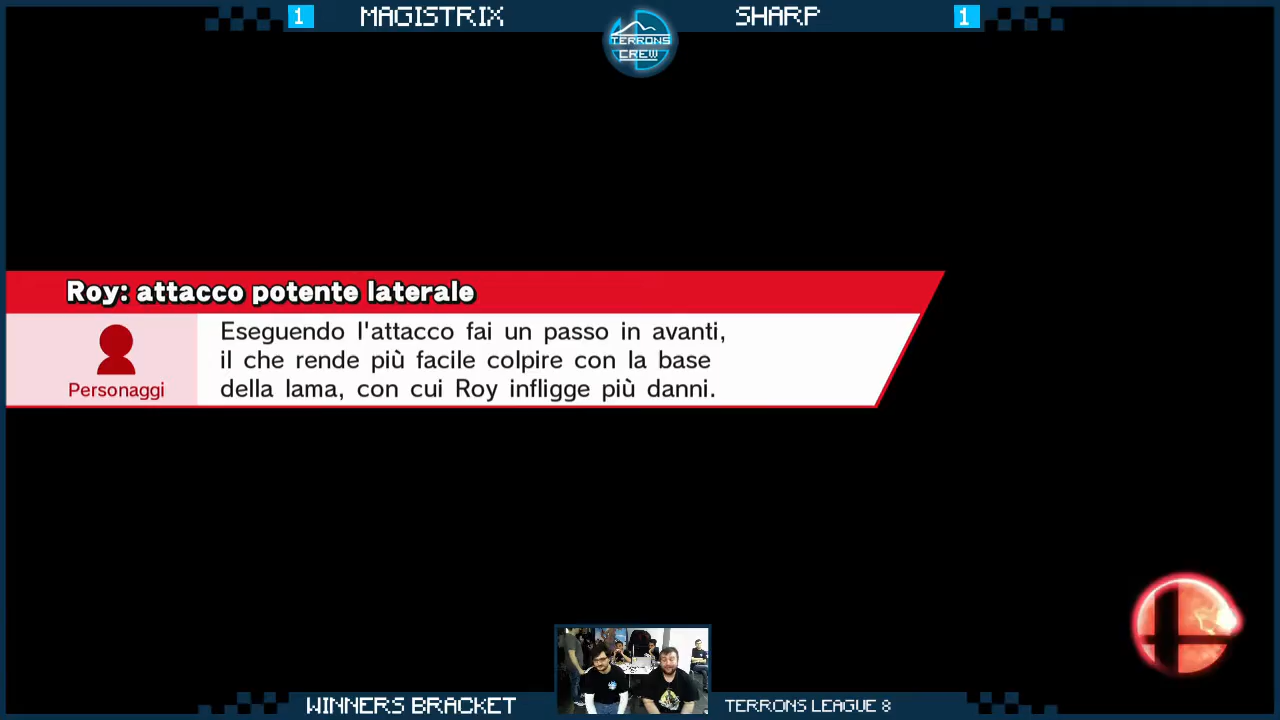 1 MAGISTRIX SHARP 1
TERRONS
CREW
Roy: attacco potente laterale
Eseguendo l'attacco fai un passo in avanti,
il che rende più facile colpire con la base
della lama, con cui Roy infligge più danni.
Personaggi
WINNERS BRACKET TERRONS LEAGUE 8